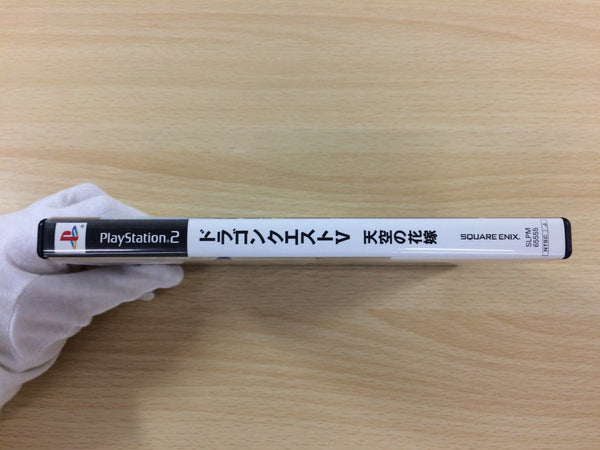 PlayStation®2
ドラゴンクエストV 天空の花嫁
SQUARE ENIX.
SLPM
65555
NTSC J